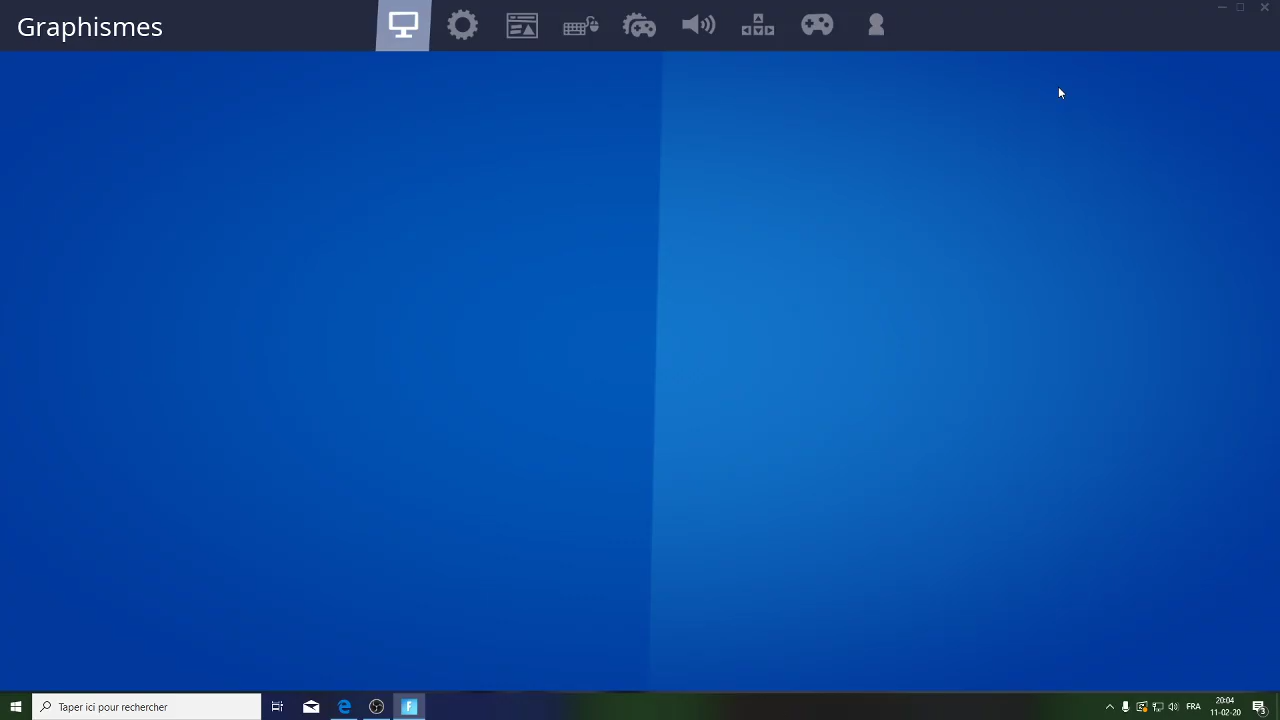 Graphismes
Taper ici pour rechercher
FRA
20:04
11-02-20